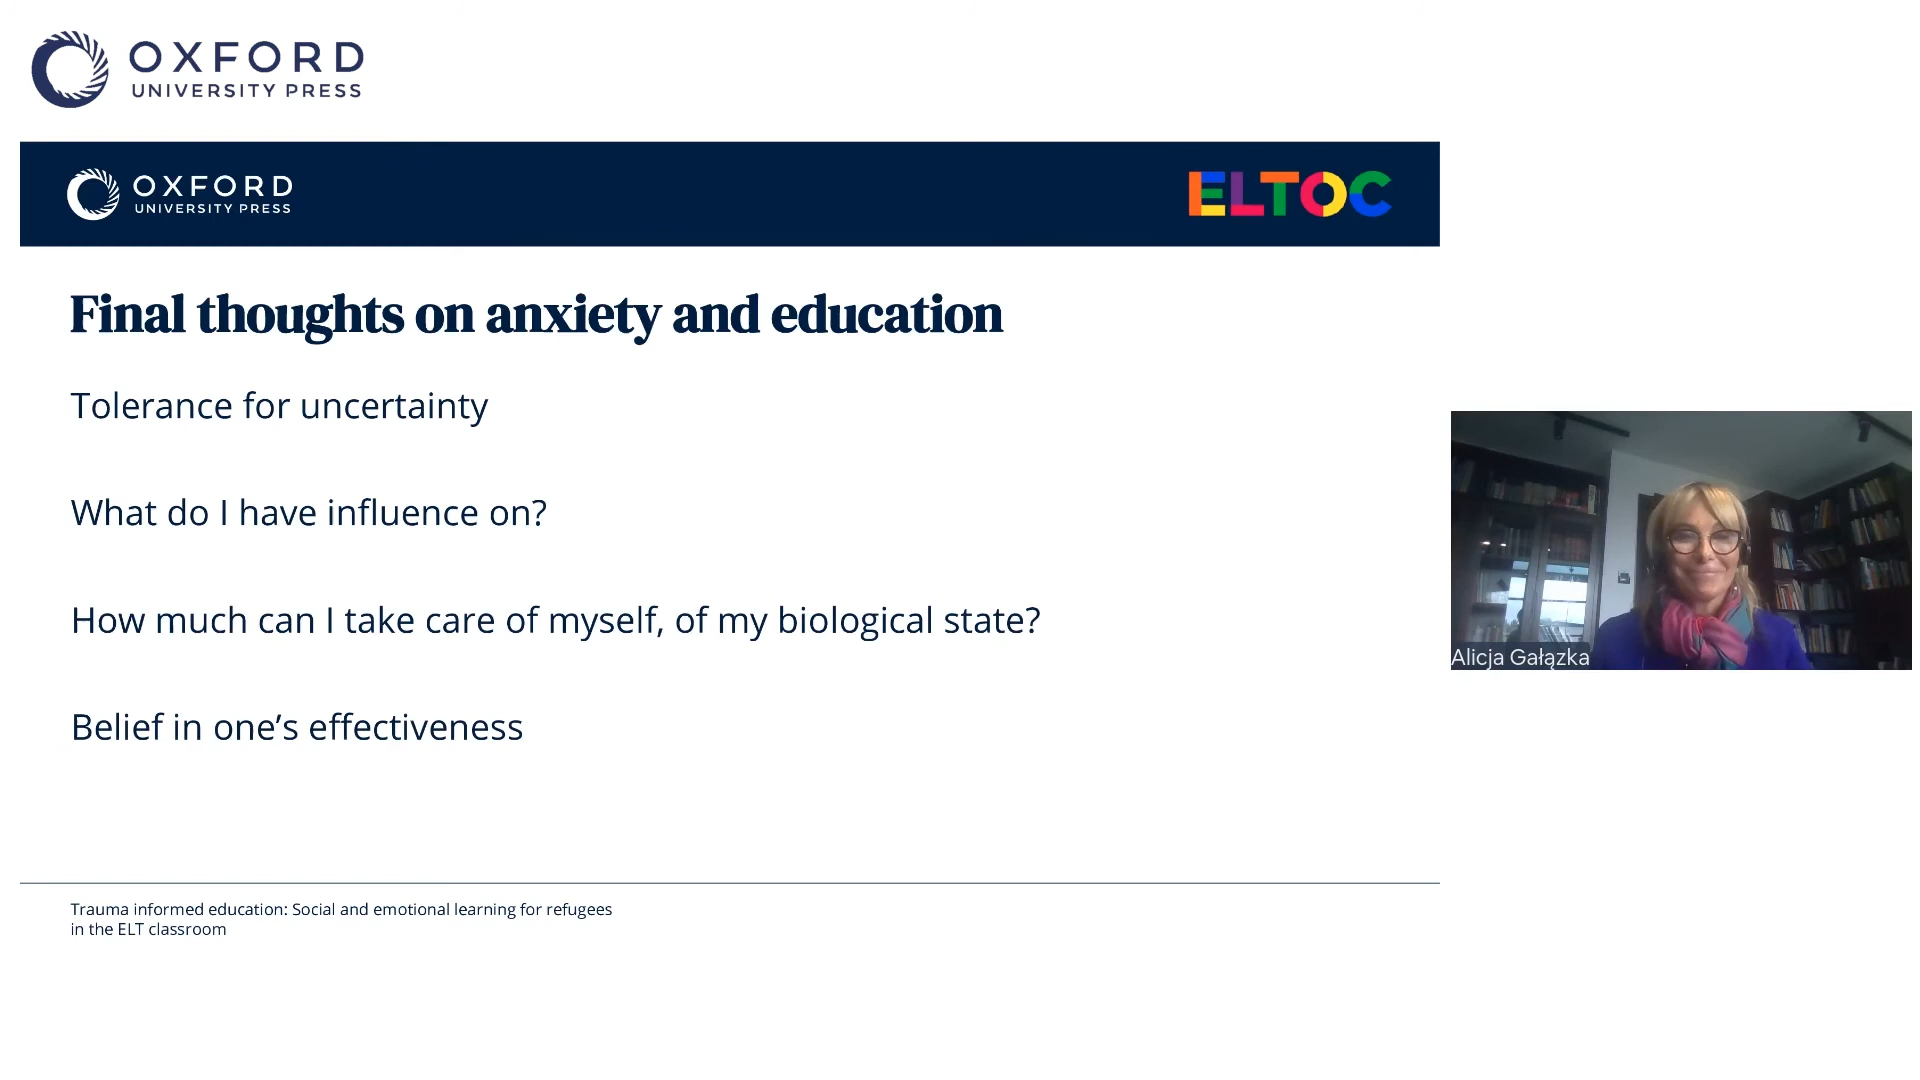 OXFORD
UNIVERSITY PRESS
OXFORD
UNIVERSITY PRESS
ELTOC
Final thoughts on anxiety and education
Tolerance for uncertainty
What do I have influence on?
How much can I take care of myself, of my biological state?
Belief in one’s effectiveness
Alicja Gałązka
Trauma informed education: Social and emotional learning for refugees
in the ELT classroom